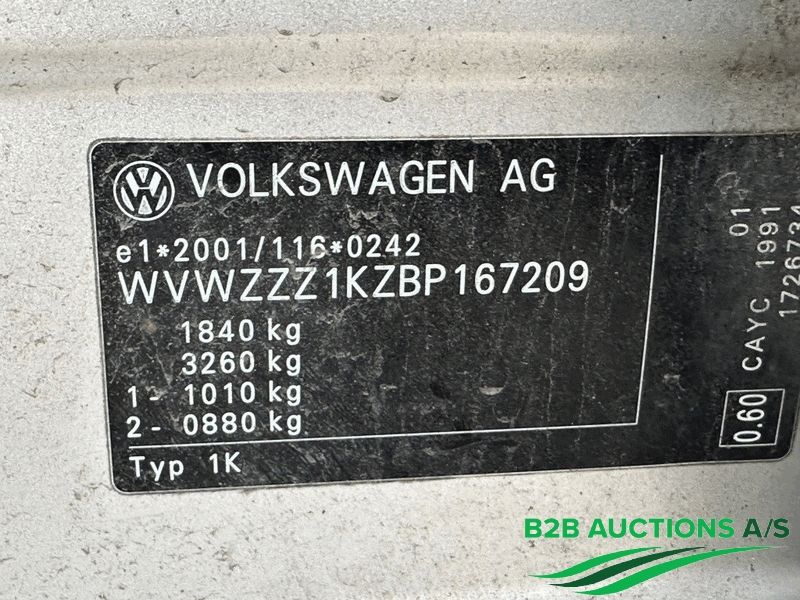 VOLKSWAGEN AG
e1*2001/116*0242
WVWZZZ1KZBP167209
1840 kg
3260 kg
1 - 1010 kg
2 - 0880 kg
Typ 1K
0.60
CAYC 1991
01
1726734
B2B AUCTIONS A/S